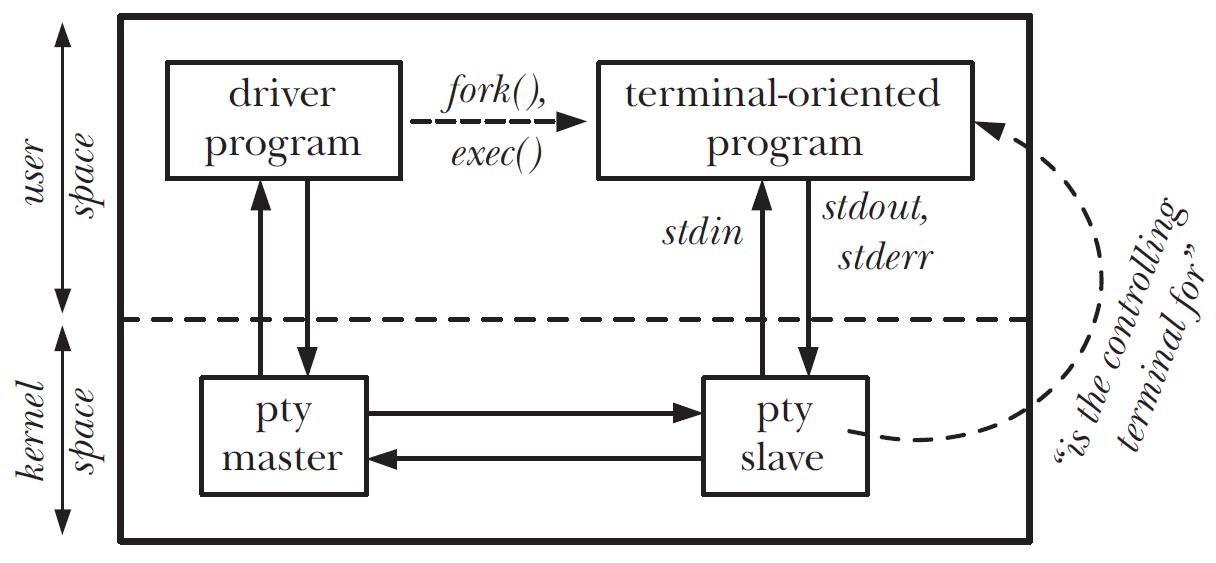 driver
program
fork(),
exec()
terminal-oriented
program
user
space
stdin
stdout,
stderr
“is the controlling
terminal for”
kernel
space
pty
master
pty
slave